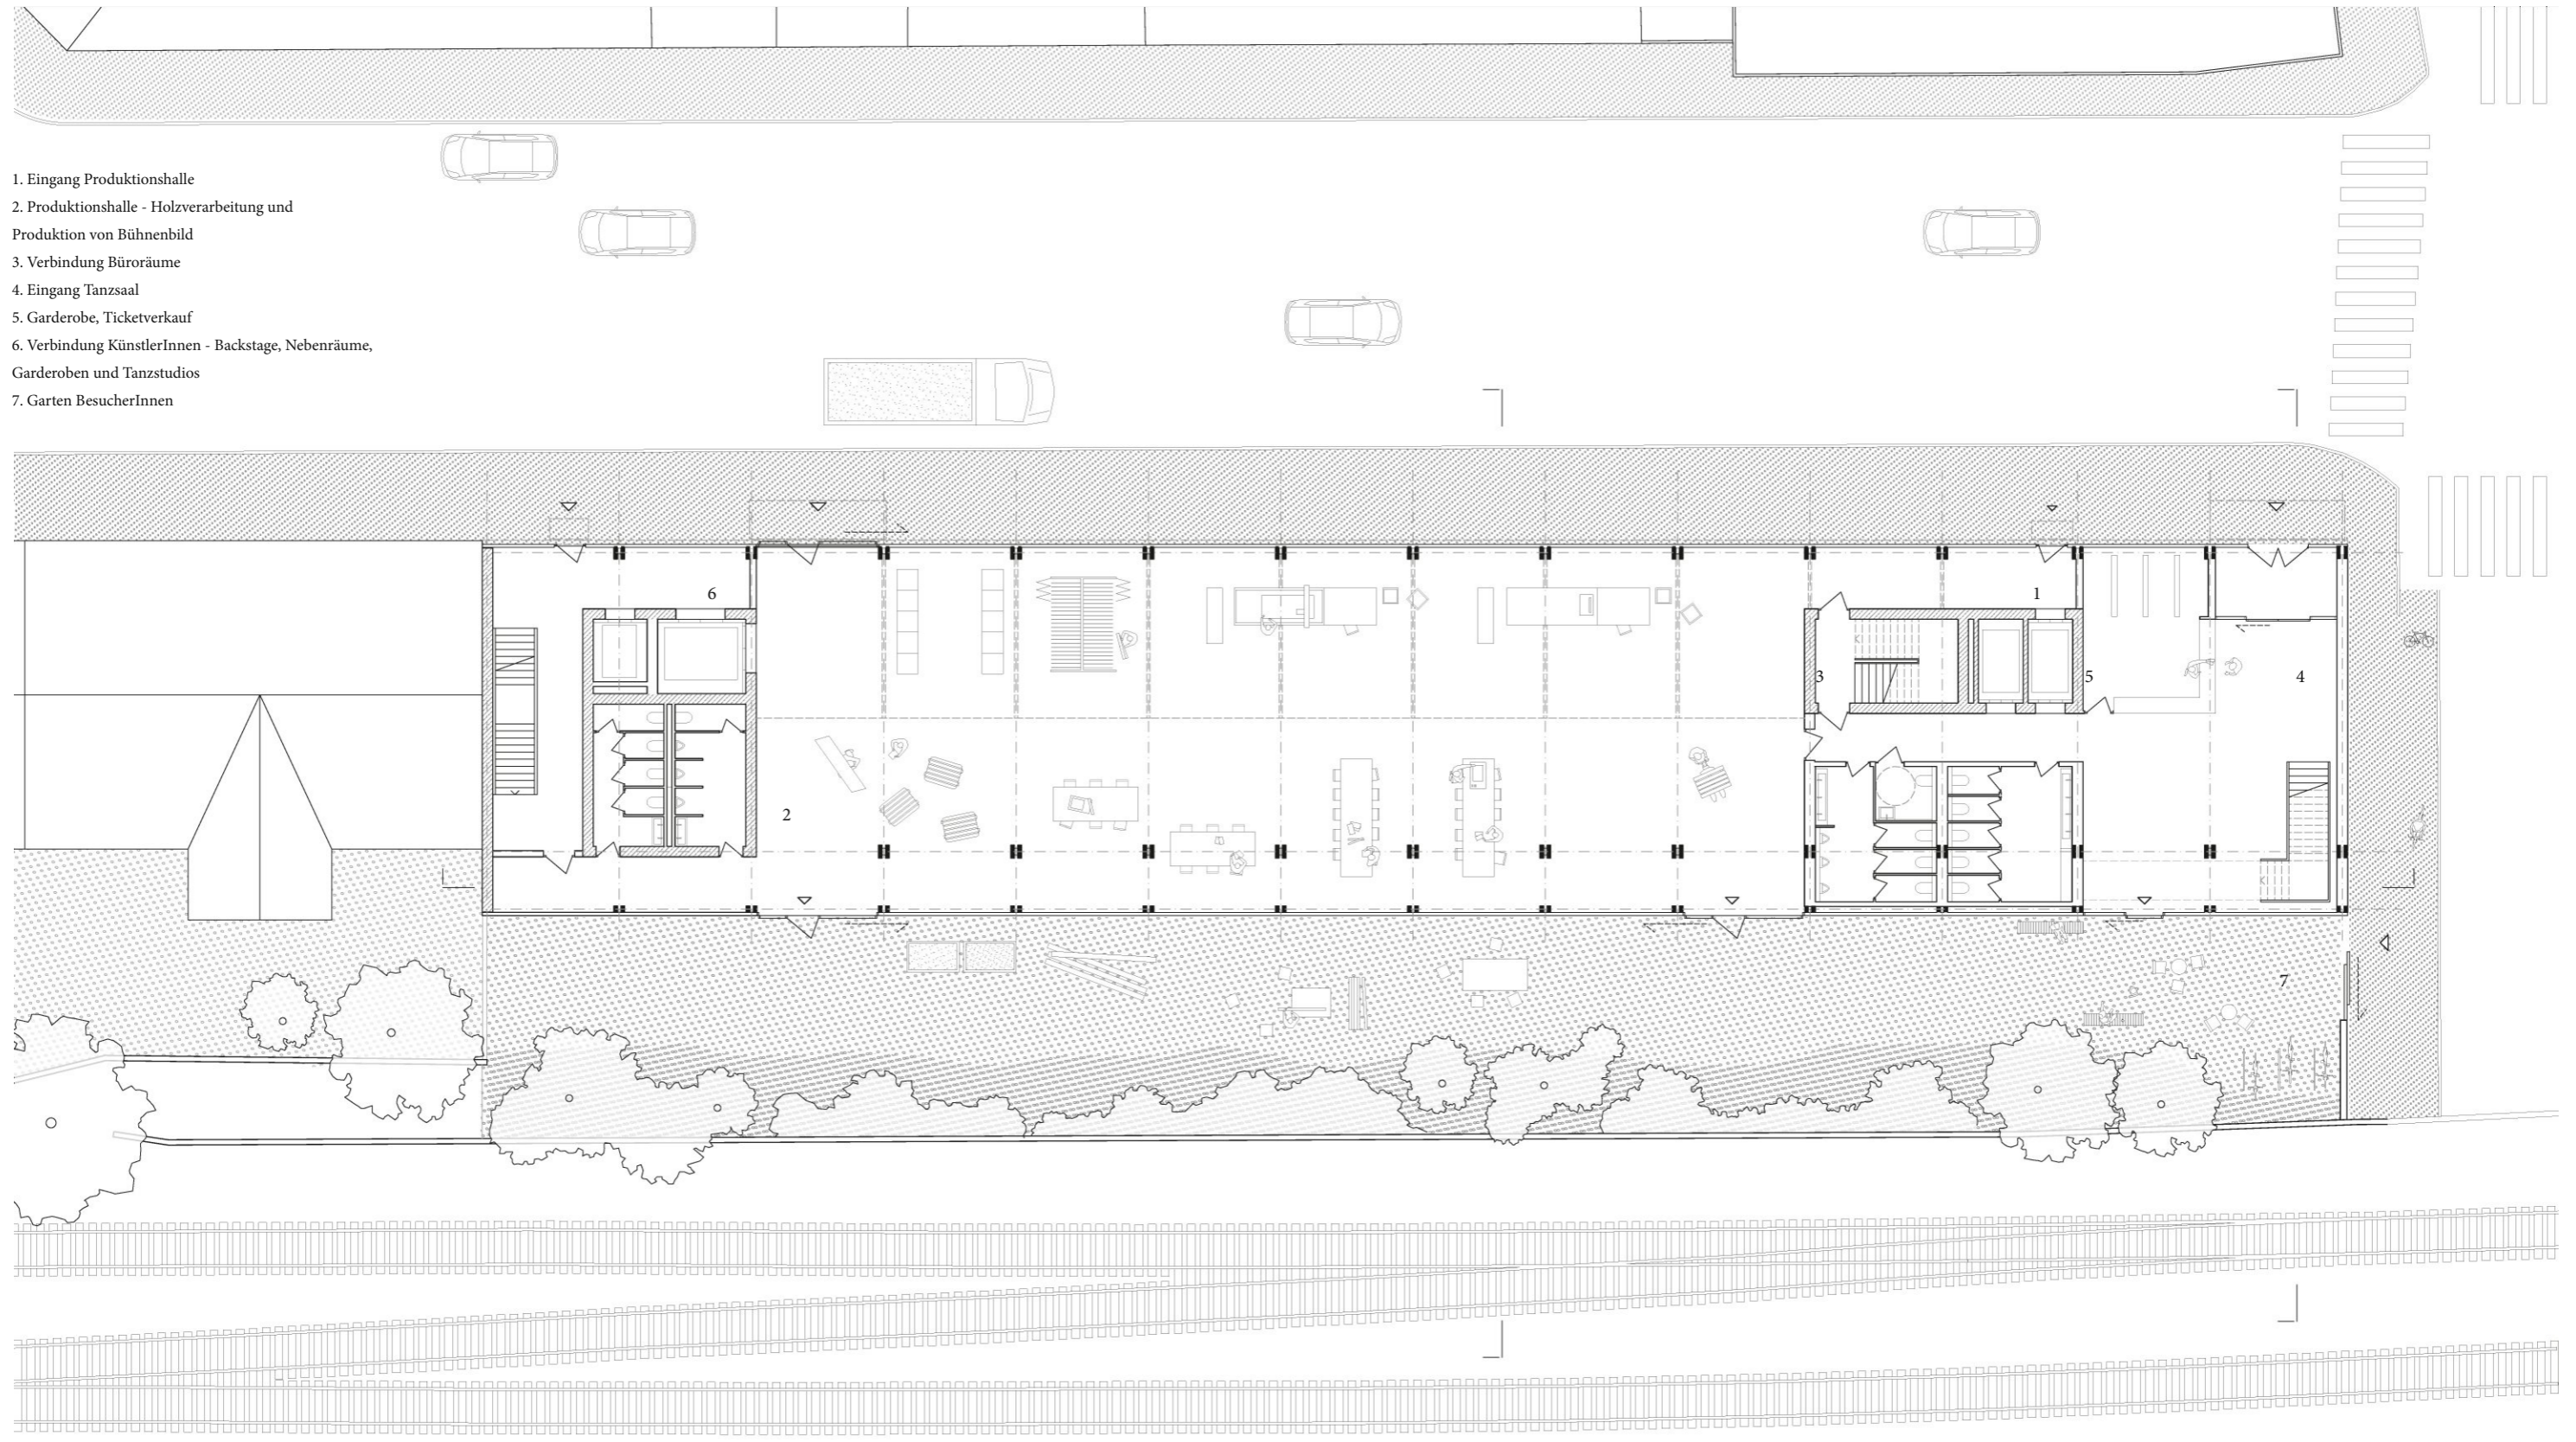 1. Eingang Produktionshalle
2. Produktionshalle - Holzverarbeitung und
Produktion von Bühnenbild
3. Verbindung Büroräume
4. Eingang Tanzsaal
5. Garderobe, Ticketverkauf
6. Verbindung KünstlerInnen - Backstage, Nebenräume,
Garderoben und Tanzstudios
7. Garten BesucherInnen
6
1
3
5
4
2
7